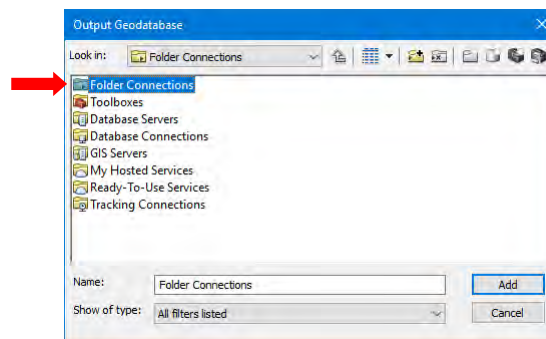 Output Geodatabase
Look in: Folder Connections
Folder Connections
Toolboxes
Database Servers
Database Connections
GIS Servers
My Hosted Services
Ready-To-Use Services
Tracking Connections
Name: Folder Connections Add
Show of type: All filters listed Cancel